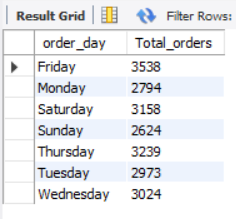 Result Grid Filter Rows:
order_day Total_orders
Friday 3538
Monday 2794
Saturday 3158
Sunday 2624
Thursday 3239
Tuesday 2973
Wednesday 3024